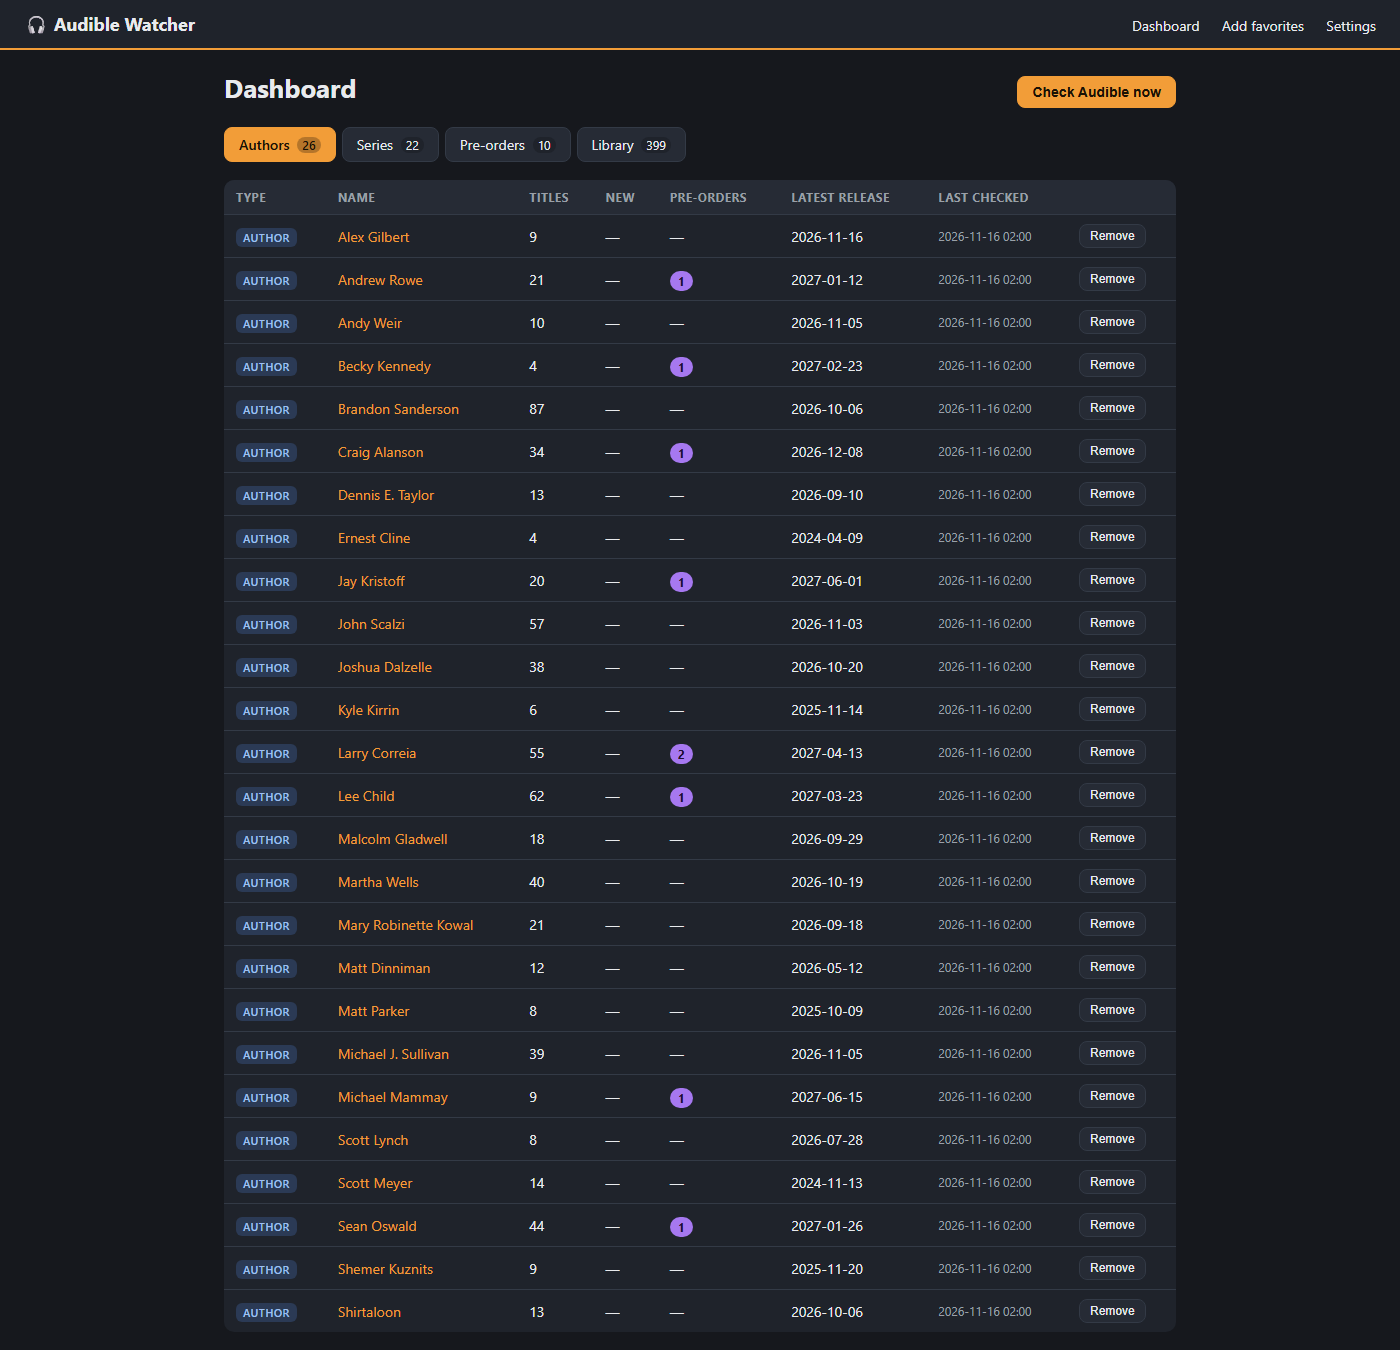 Audible Watcher
Dashboard Add favorites Settings
Dashboard
Check Audible now
Authors 26 Series 22 Pre-orders 10 Library 399
TYPE NAME TITLES NEW PRE-ORDERS LATEST RELEASE LAST CHECKED
AUTHOR Alex Gilbert 9 — — 2026-11-16 2026-11-16 02:00 Remove
AUTHOR Andrew Rowe 21 — 1 2027-01-12 2026-11-16 02:00 Remove
AUTHOR Andy Weir 10 — — 2026-11-05 2026-11-16 02:00 Remove
AUTHOR Becky Kennedy 4 — 1 2027-02-23 2026-11-16 02:00 Remove
AUTHOR Brandon Sanderson 87 — — 2026-10-06 2026-11-16 02:00 Remove
AUTHOR Craig Alanson 34 — 1 2026-12-08 2026-11-16 02:00 Remove
AUTHOR Dennis E. Taylor 13 — — 2026-09-10 2026-11-16 02:00 Remove
AUTHOR Ernest Cline 4 — — 2024-04-09 2026-11-16 02:00 Remove
AUTHOR Jay Kristoff 20 — 1 2027-06-01 2026-11-16 02:00 Remove
AUTHOR John Scalzi 57 — — 2026-11-03 2026-11-16 02:00 Remove
AUTHOR Joshua Dalzelle 38 — — 2026-10-20 2026-11-16 02:00 Remove
AUTHOR Kyle Kirrin 6 — — 2025-11-14 2026-11-16 02:00 Remove
AUTHOR Larry Correia 55 — 2 2027-04-13 2026-11-16 02:00 Remove
AUTHOR Lee Child 62 — 1 2027-03-23 2026-11-16 02:00 Remove
AUTHOR Malcolm Gladwell 18 — — 2026-09-29 2026-11-16 02:00 Remove
AUTHOR Martha Wells 40 — — 2026-10-19 2026-11-16 02:00 Remove
AUTHOR Mary Robinette Kowal 21 — — 2026-09-18 2026-11-16 02:00 Remove
AUTHOR Matt Dinniman 12 — — 2026-05-12 2026-11-16 02:00 Remove
AUTHOR Matt Parker 8 — — 2025-10-09 2026-11-16 02:00 Remove
AUTHOR Michael J. Sullivan 39 — — 2026-11-05 2026-11-16 02:00 Remove
AUTHOR Michael Mammay 9 — 1 2027-06-15 2026-11-16 02:00 Remove
AUTHOR Scott Lynch 8 — — 2026-07-28 2026-11-16 02:00 Remove
AUTHOR Scott Meyer 14 — — 2024-11-13 2026-11-16 02:00 Remove
AUTHOR Sean Oswald 44 — 1 2027-01-26 2026-11-16 02:00 Remove
AUTHOR Shemer Kuznits 9 — — 2025-11-20 2026-11-16 02:00 Remove
AUTHOR Shirtaloon 13 — — 2026-10-06 2026-11-16 02:00 Remove